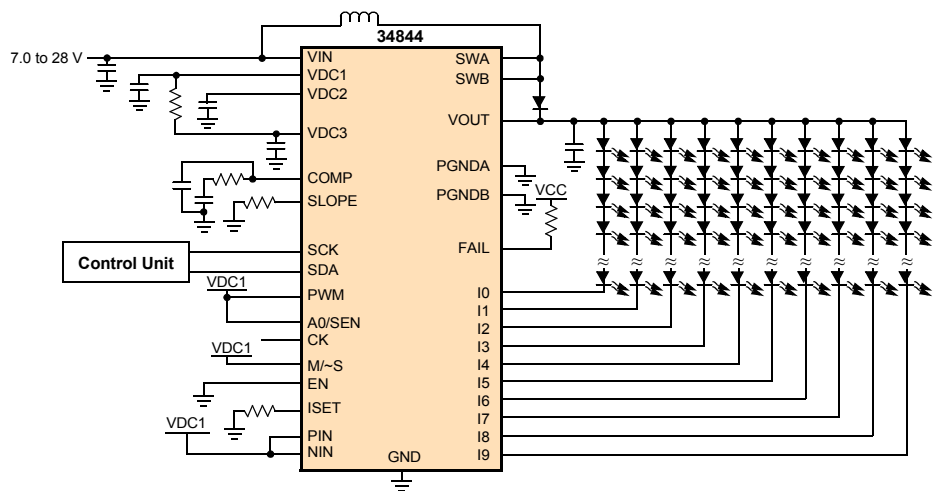 34844
7.0 to 28 V
VIN
VDC1
VDC2
VDC3
COMP
SLOPE
SCK
SDA
PWM
A0/SEN
CK
M/~S
EN
ISET
PIN
NIN
GND
SWA
SWB
VOUT
PGNDA
PGNDB
FAIL
I0
I1
I2
I3
I4
I5
I6
I7
I8
I9
Control Unit
VDC1
VDC1
VDC1
VCC
≈ ≈ ≈ ≈ ≈ ≈ ≈ ≈ ≈ ≈